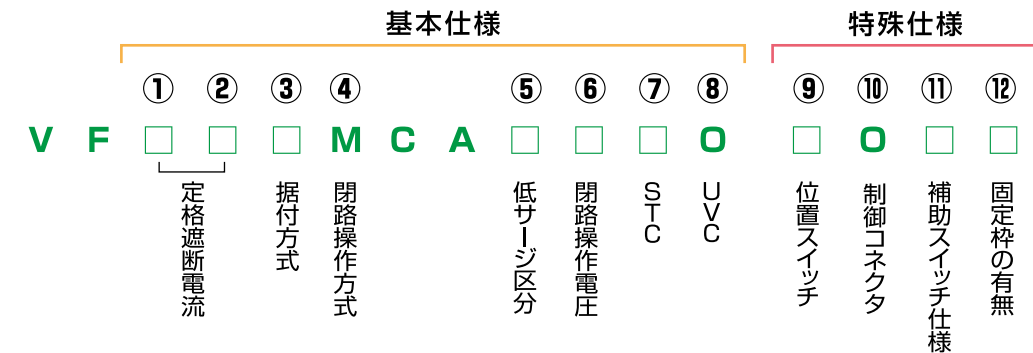 基本仕様 特殊仕様
① ② ③ ④ ⑤ ⑥ ⑦ ⑧ ⑨ ⑩ ⑪ ⑫
V F □ □ □ M C A □ □ □ O □ O □ □
定格遮断電流
据付方式
閉路操作方式
低サージ区分
閉路操作電圧
STC
UVC
位置スイッチ
制御コネクタ
補助スイッチ仕様
固定枠の有無